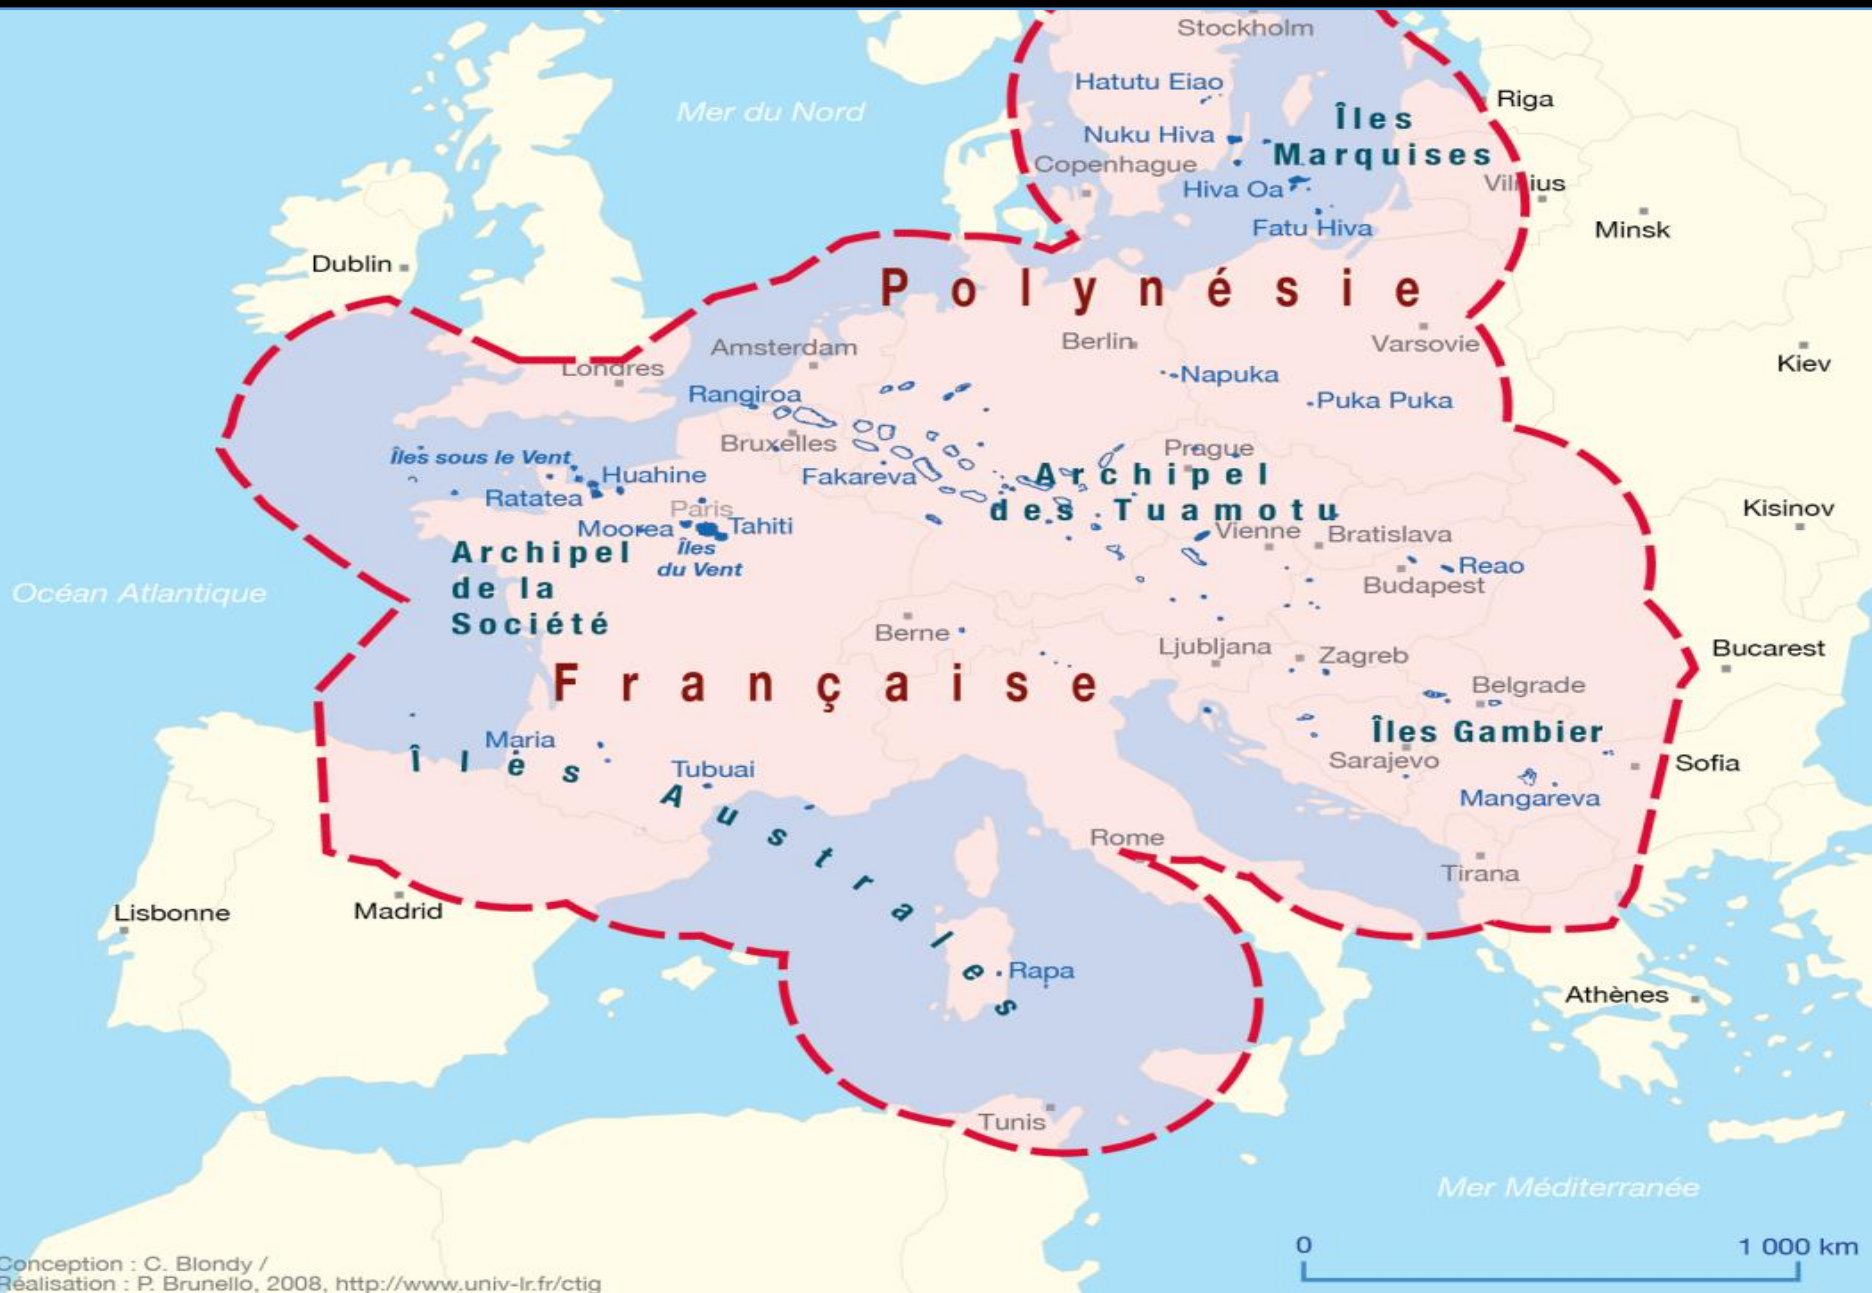 Stockholm
Mer du Nord
Hatutu Eiao
Riga
Îles
Marquises
Nuku Hiva
Copenhague
Hiva Oa
Vilnius
Fatu Hiva
Minsk
Dublin
Polynésie
Amsterdam
Berlin
Varsovie
Kiev
Londres
Rangiroa
Napuka
Puka Puka
Bruxelles
Prague
Îles sous le Vent
Huahine
Fakareva
Archipel
des Tuamotu
Ratatea
Paris
Kisinov
Moorea
Tahiti
Vienne
Bratislava
Îles
du Vent
Archipel
de la
Société
Reao
Budapest
Océan Atlantique
Berne
Ljubljana
Zagreb
Bucarest
Française
Belgrade
Îles Gambier
Maria
Îles Australes
Tubuai
Sarajevo
Sofia
Mangareva
Rome
Tirana
Lisbonne
Madrid
Rapa
Athènes
Tunis
Mer Méditerranée
0
1 000 km
Conception : C. Blondy /
Réalisation : P. Brunello, 2008, http://www.univ-lr.fr/ctig